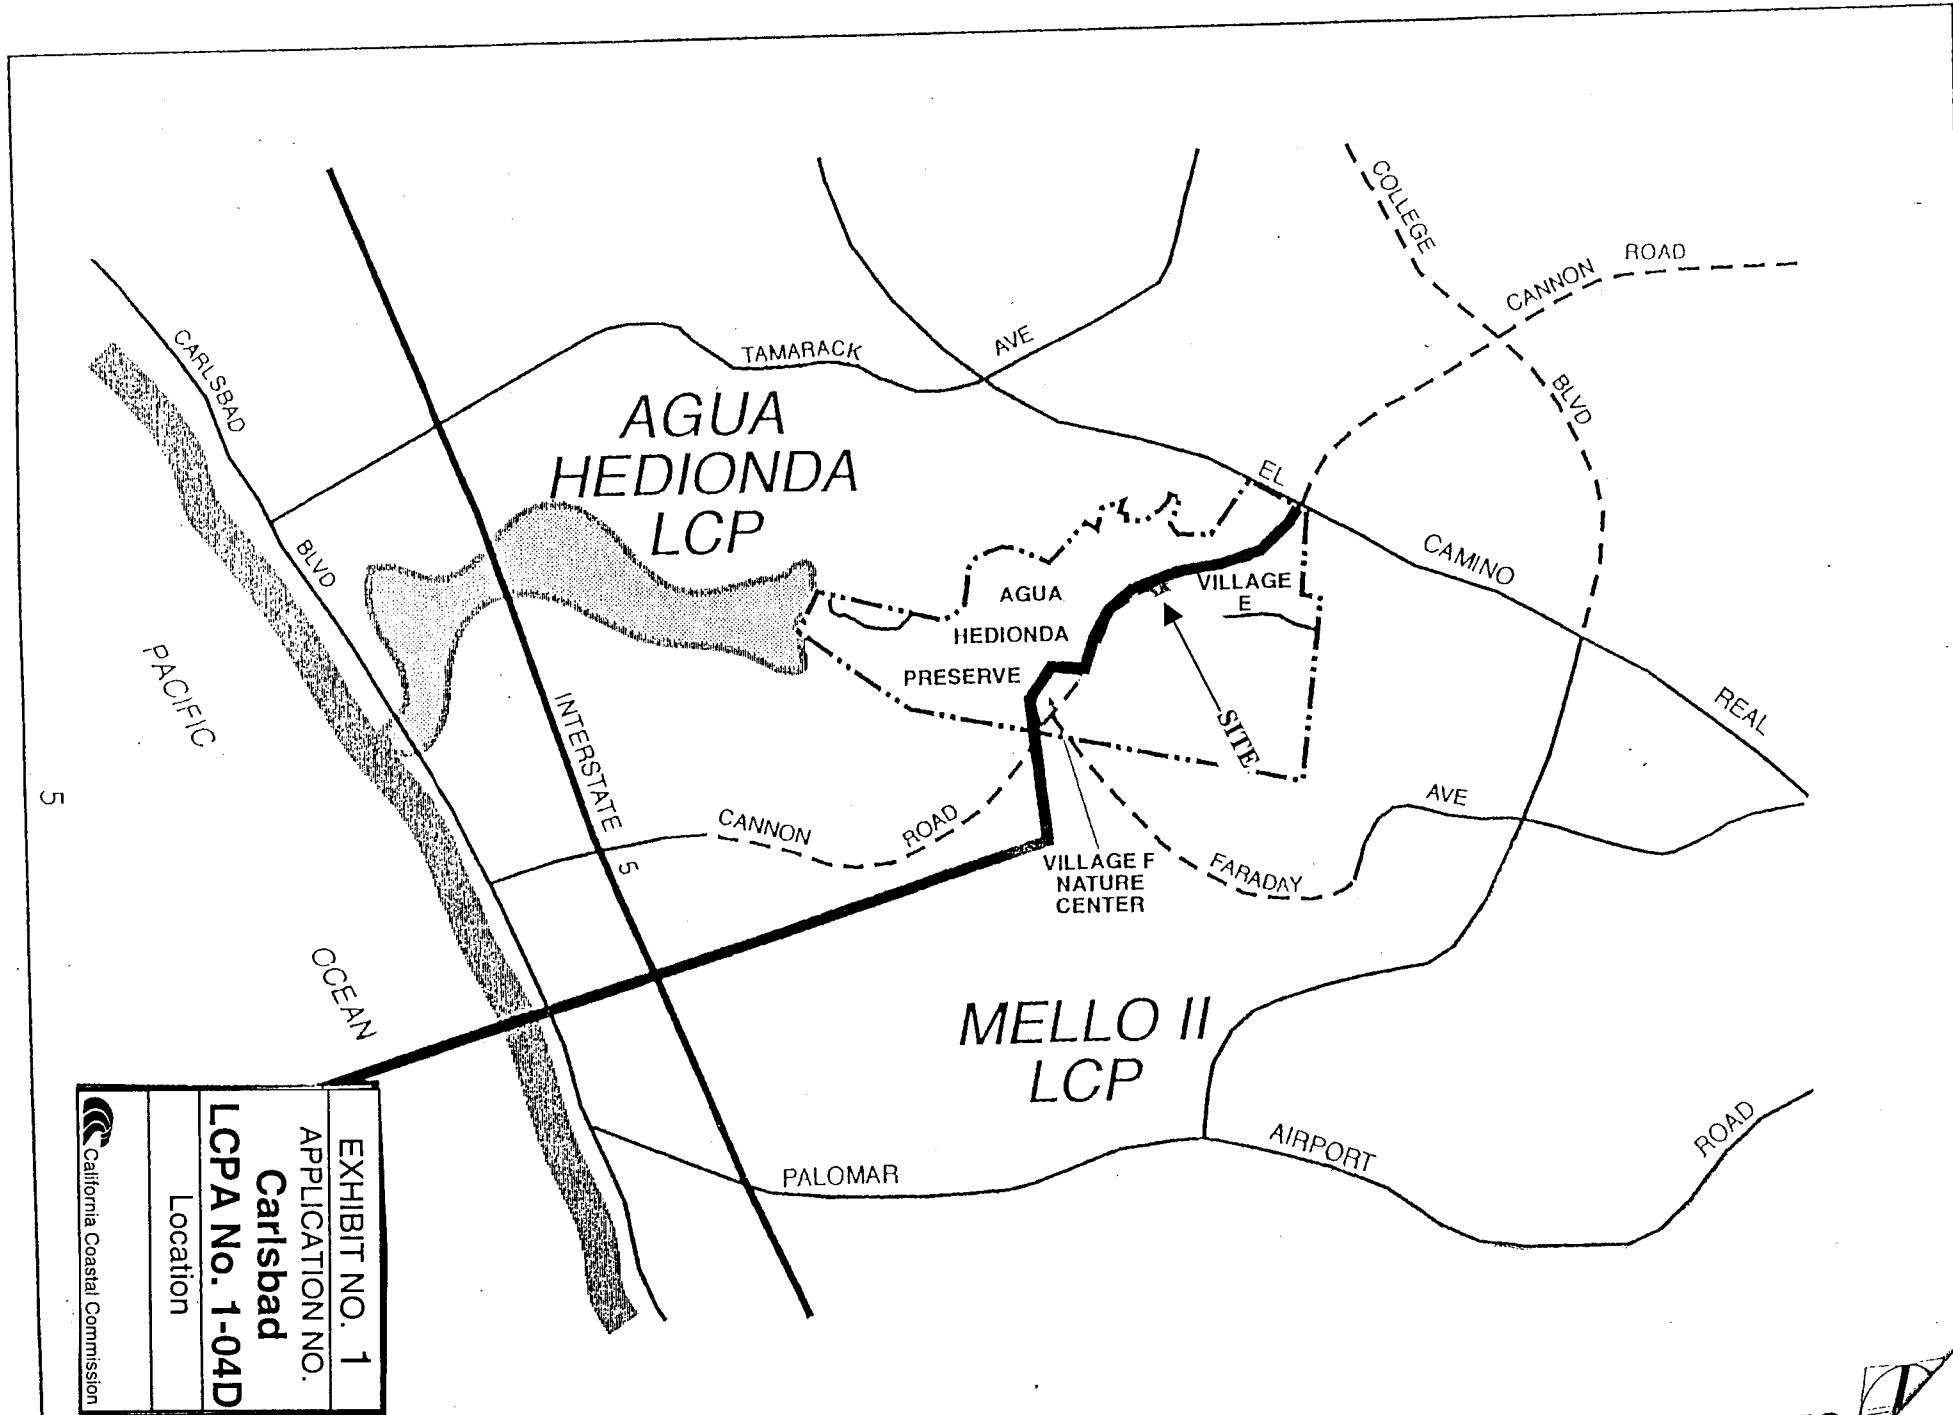 COLLEGE
BLVD
CANNON ROAD
CARLSBAD
BLVD
TAMARACK AVE
AGUA
HEDIONDA
LCP
EL CAMINO REAL
AGUA
HEDIONDA
PRESERVE
VILLAGE
E
SITE
PACIFIC
OCEAN
INTERSTATE 5
CANNON ROAD
VILLAGE F
NATURE
CENTER
FARADAY AVE
5
MELLO II
LCP
PALOMAR AIRPORT ROAD
EXHIBIT NO. 1
APPLICATION NO.
Carlsbad
LCPA No. 1-04D
Location
California Coastal Commission